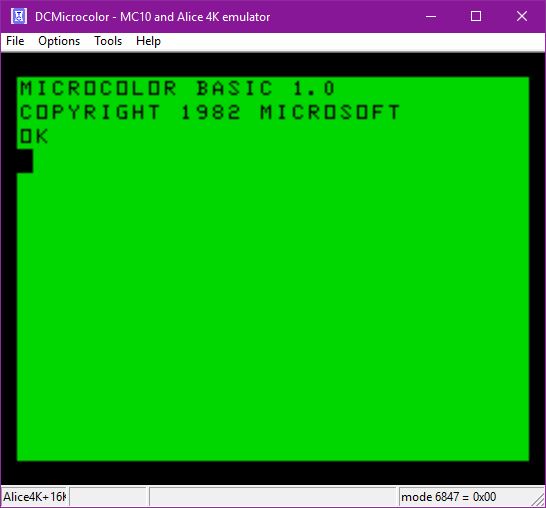 DCMicrocolor - MC10 and Alice 4K emulator
File Options Tools Help
MICROCOLOR BASIC 1.0
COPYRIGHT 1982 MICROSOFT
OK
Alice4K+16K mode 6847 = 0x00